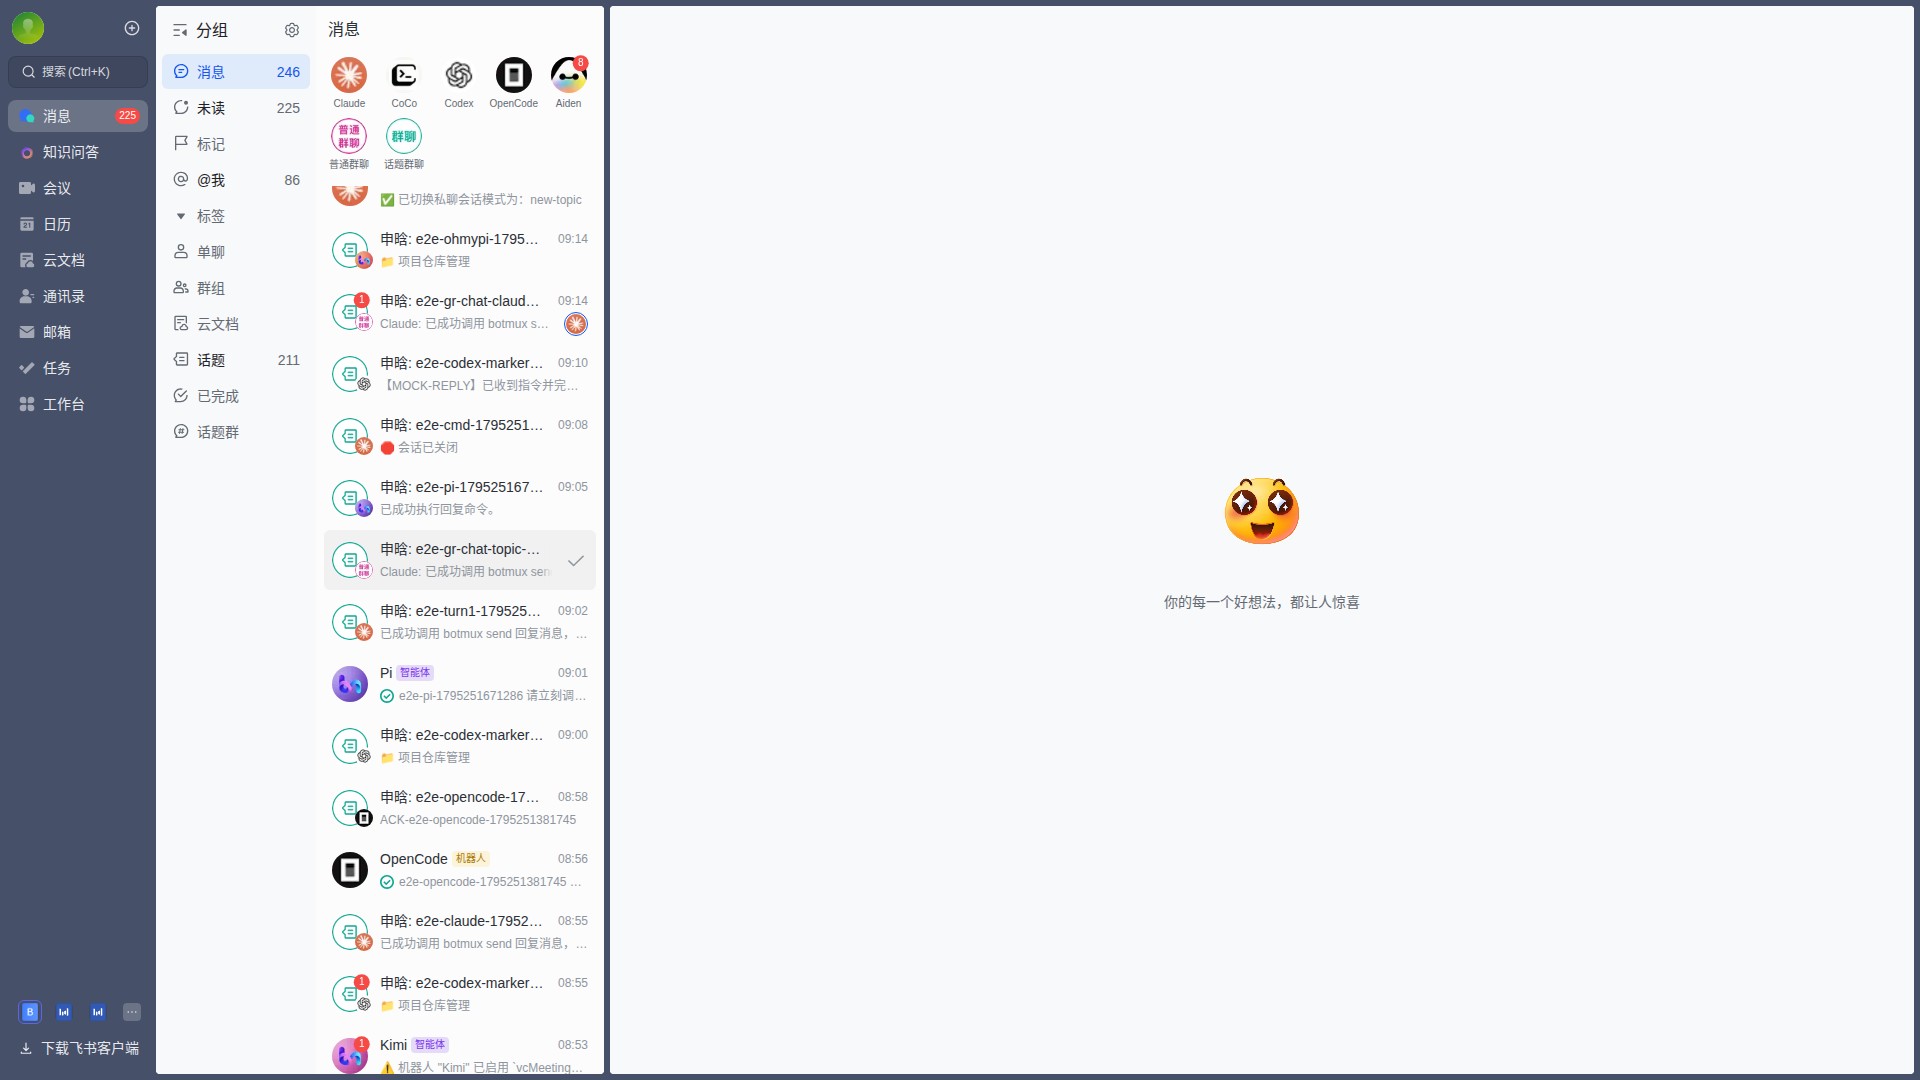 搜索 (Ctrl+K)
消息
225
知识问答
会议
日历
云文档
通讯录
邮箱
任务
工作台
下载飞书客户端
分组
消息
246
未读
225
标记
@我
86
标签
单聊
群组
云文档
话题
211
已完成
话题群
消息
8
Claude
CoCo
Codex
OpenCode
Aiden
普通
群聊
群聊
普通群聊
话题群聊
已切换私聊会话模式为：new-topic
申晗: e2e-ohmypi-1795…
09:14
项目仓库管理
1
申晗: e2e-gr-chat-claud…
09:14
Claude: 已成功调用 botmux s…
申晗: e2e-codex-marker…
09:10
【MOCK-REPLY】已收到指令并完…
申晗: e2e-cmd-1795251…
09:08
会话已关闭
申晗: e2e-pi-179525167…
09:05
已成功执行回复命令。
申晗: e2e-gr-chat-topic-…
Claude: 已成功调用 botmux sen
申晗: e2e-turn1-179525…
09:02
已成功调用 botmux send 回复消息，…
Pi 智能体
09:01
e2e-pi-1795251671286 请立刻调…
申晗: e2e-codex-marker…
09:00
项目仓库管理
申晗: e2e-opencode-17…
08:58
ACK-e2e-opencode-1795251381745
OpenCode 机器人
08:56
e2e-opencode-1795251381745 …
申晗: e2e-claude-17952…
08:55
已成功调用 botmux send 回复消息，…
1
申晗: e2e-codex-marker…
08:55
项目仓库管理
1
Kimi 智能体
08:53
机器人 "Kimi" 已启用 `vcMeeting…
你的每一个好想法，都让人惊喜